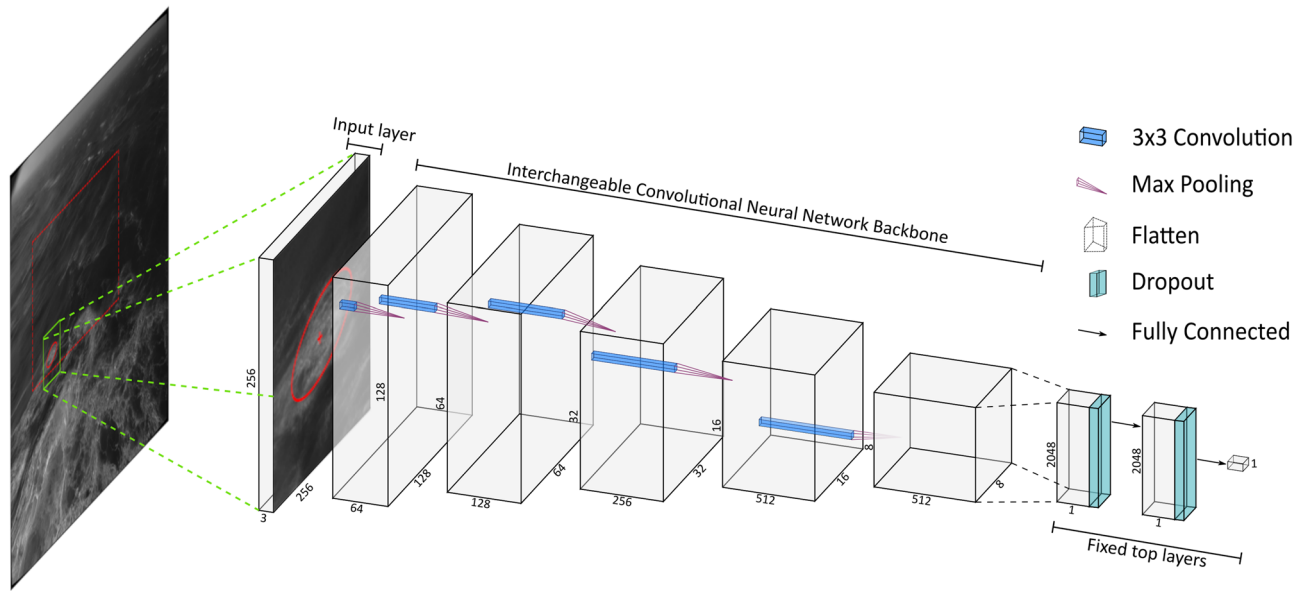 Input layer
Interchangeable Convolutional Neural Network Backbone
256
256
3
128
128
64
64
64
128
32
32
256
16
16
512
8
8
512
2048
1
2048
1
1
Fixed top layers
3x3 Convolution
Max Pooling
Flatten
Dropout
Fully Connected